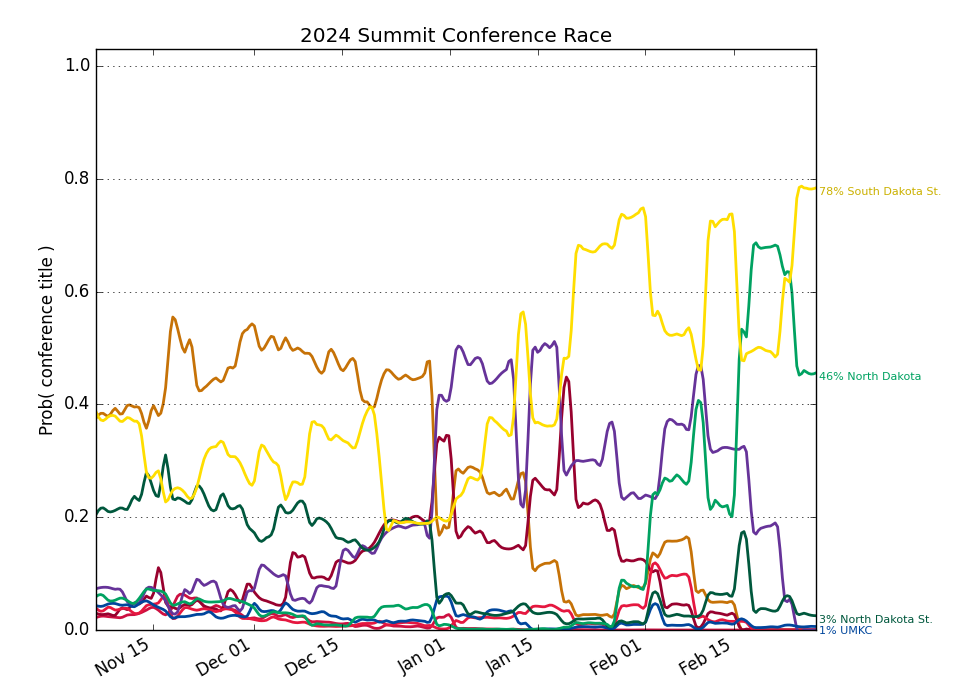 2024 Summit Conference Race
Prob( conference title )
1.0
0.8
0.6
0.4
0.2
0.0
Nov 15
Dec 01
Dec 15
Jan 01
Jan 15
Feb 01
Feb 15
78% South Dakota St.
46% North Dakota
3% North Dakota St.
1% UMKC